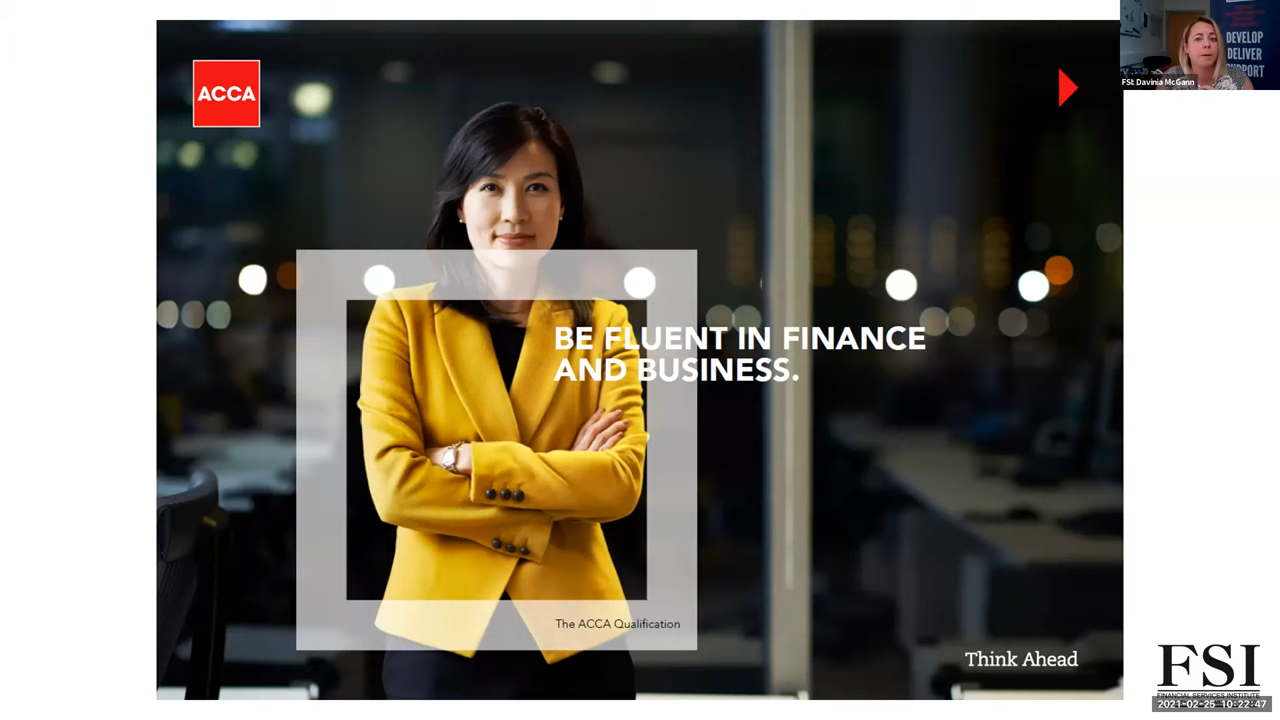 ACCA
DEVELOP
DELIVER
SUPPORT
FSI: Davinia McGann
BE FLUENT IN FINANCE
AND BUSINESS.
The ACCA Qualification
Think Ahead
FSI
FINANCIAL SERVICES INSTITUTE
2021-02-25 10:22:47